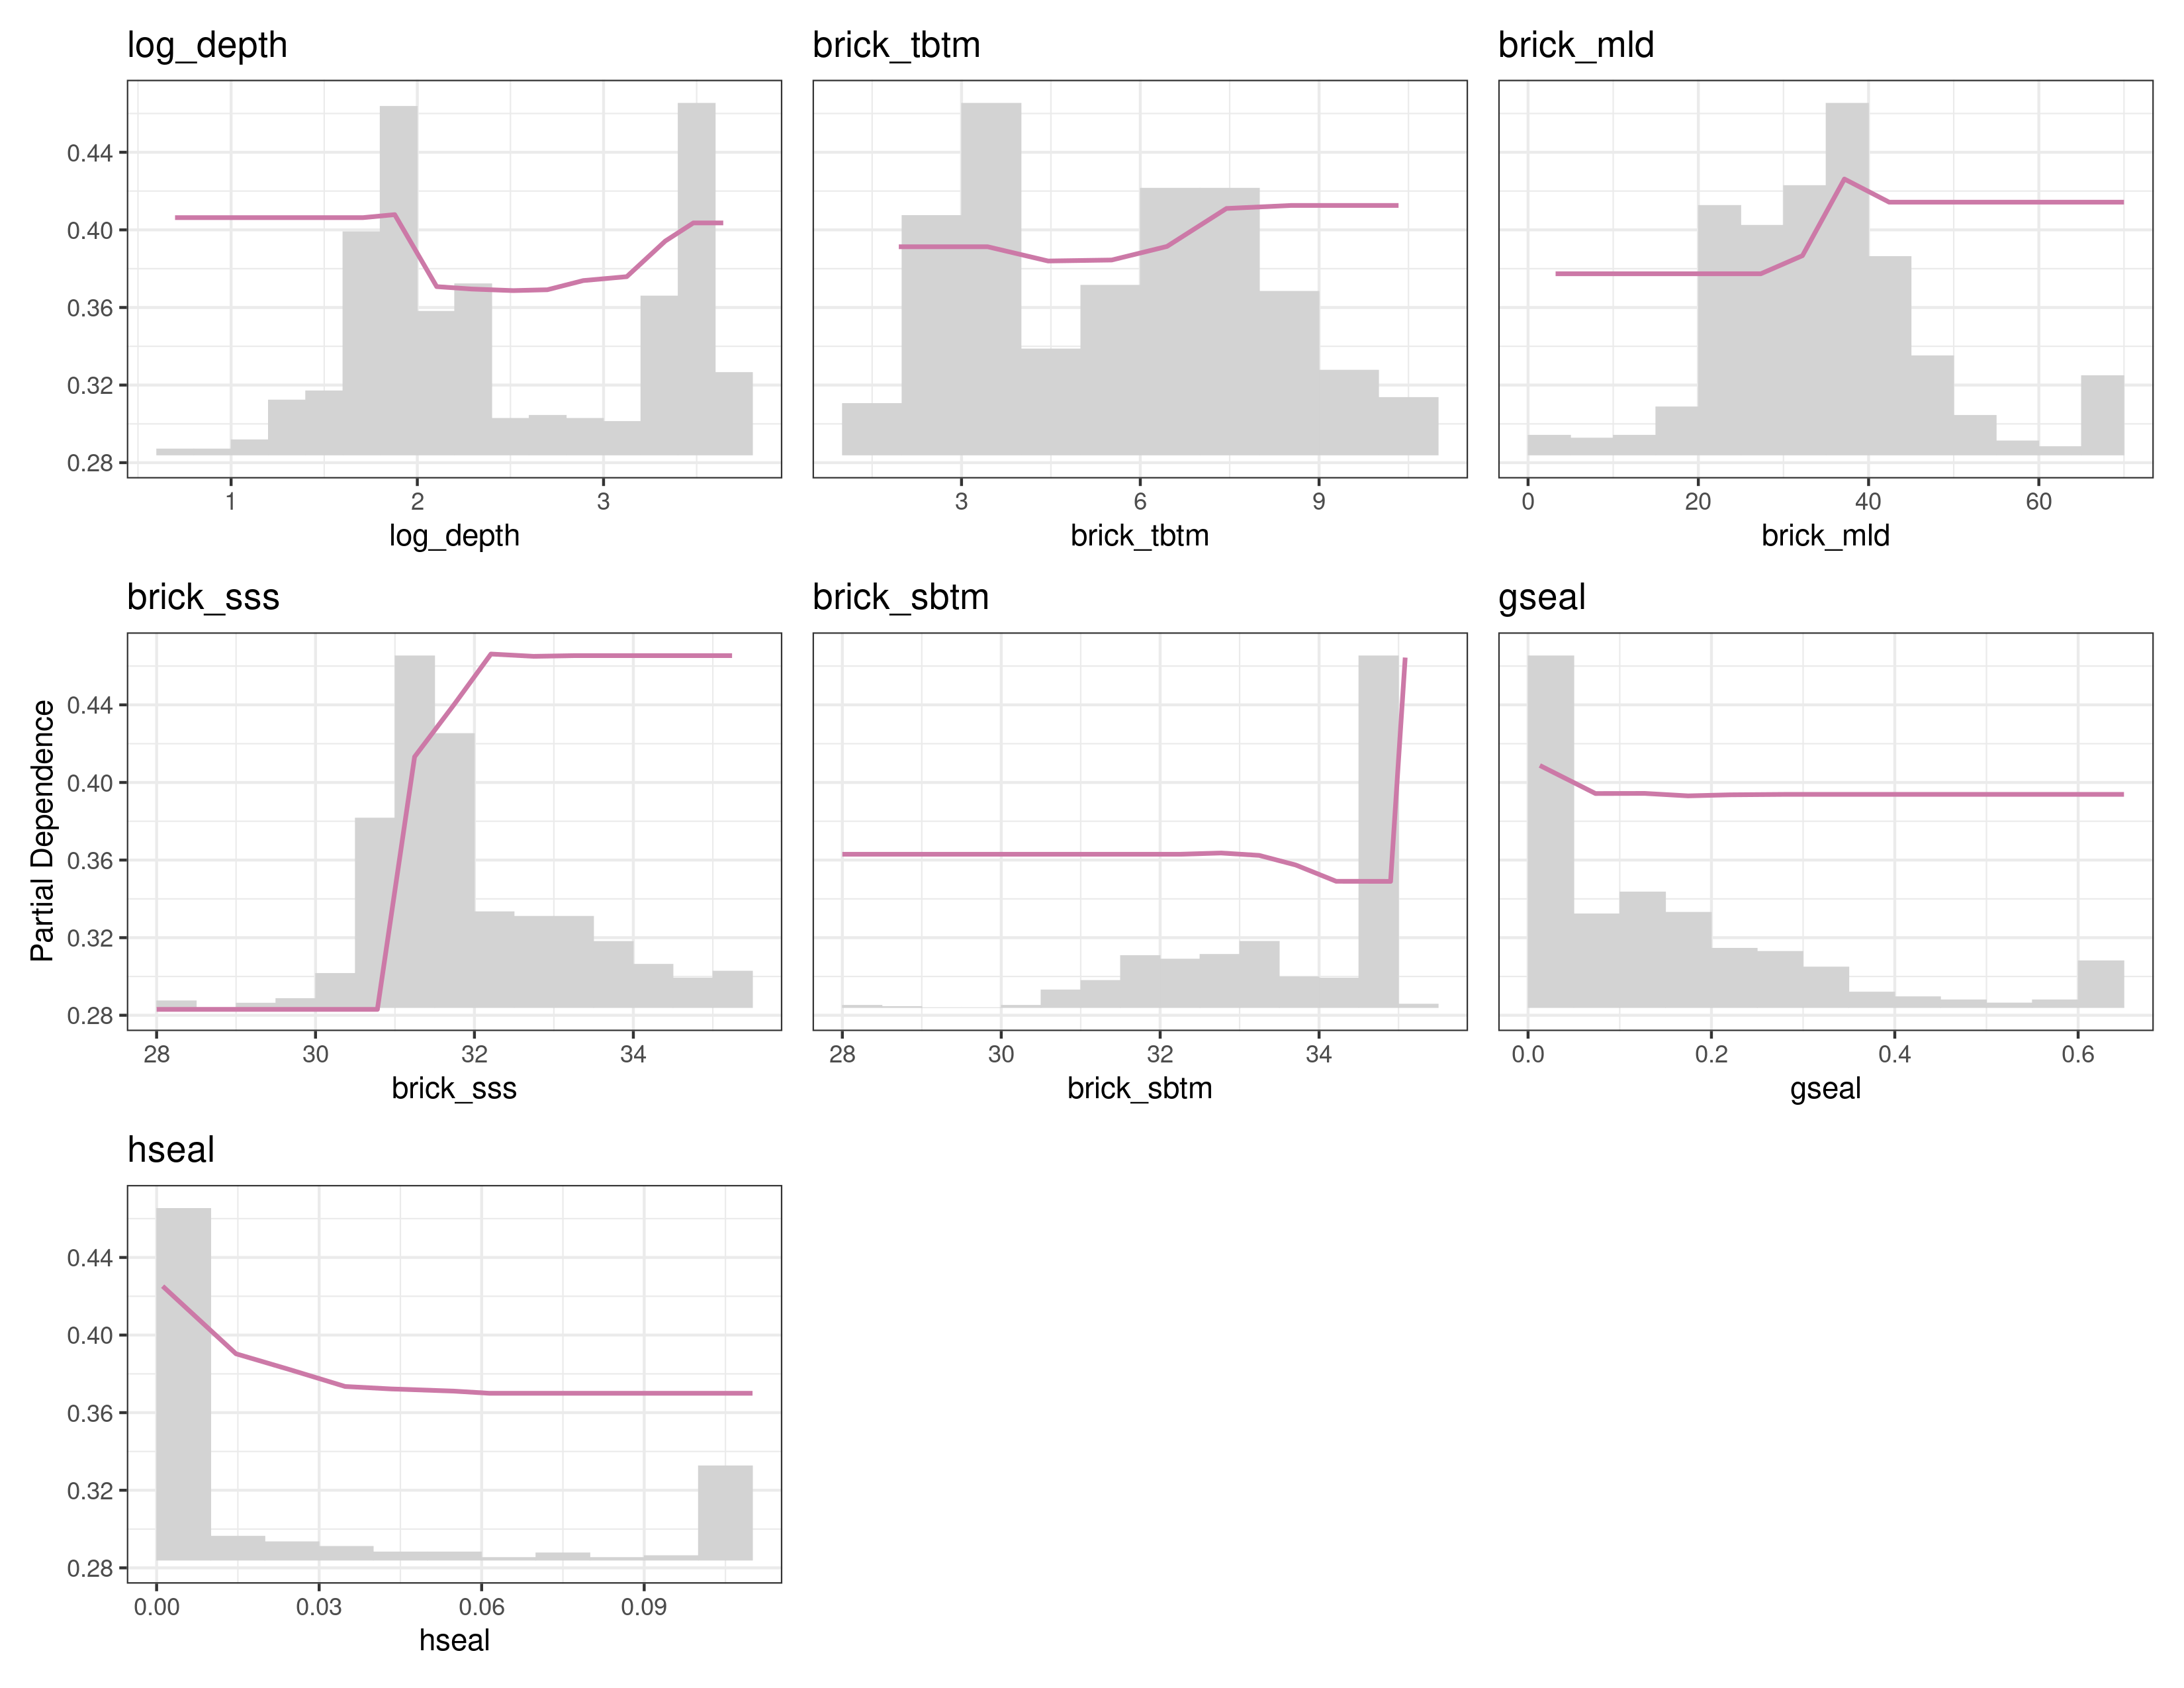 log_depth
brick_tbtm
brick_mld
0.44
0.40
0.36
0.32
0.28
1 2 3
3 6 9
0 20 40 60
log_depth
brick_tbtm
brick_mld
brick_sss
brick_sbtm
gseal
Partial Dependence
0.44
0.40
0.36
0.32
0.28
28 30 32 34
28 30 32 34
0.0 0.2 0.4 0.6
brick_sss
brick_sbtm
gseal
hseal
0.44
0.40
0.36
0.32
0.28
0.00 0.03 0.06 0.09
hseal